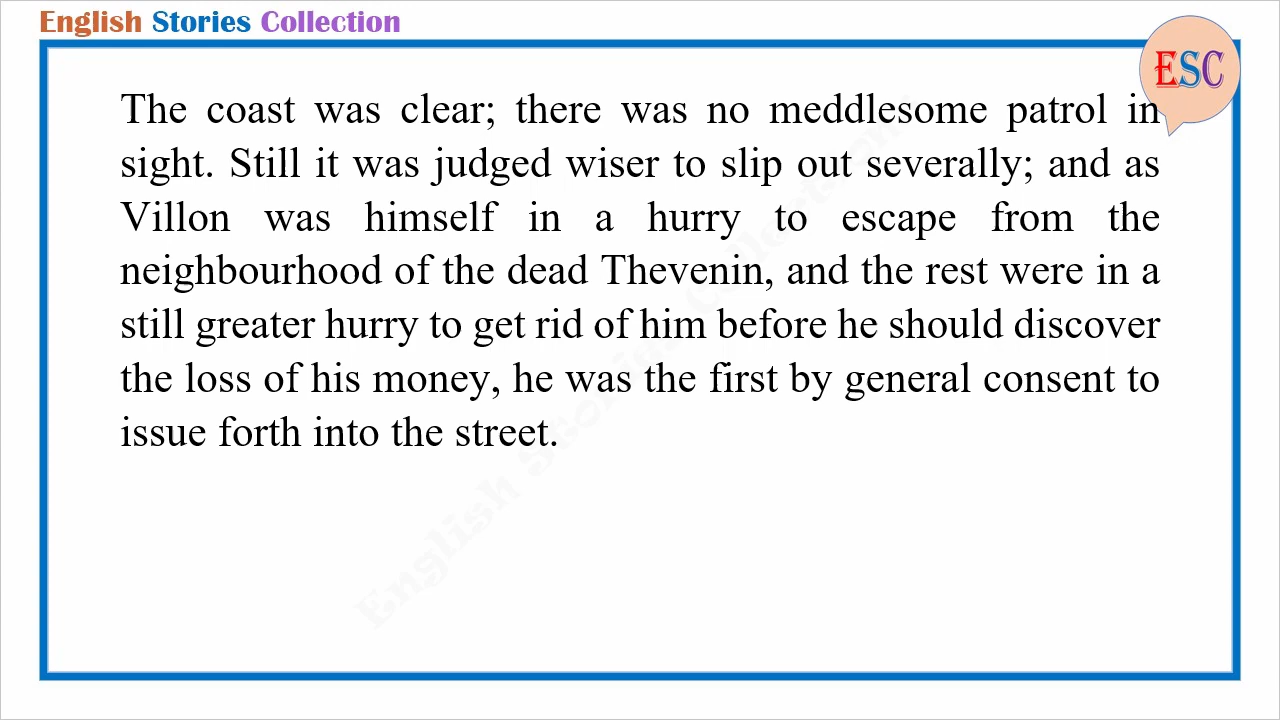 English Stories Collection
ESC
The coast was clear; there was no meddlesome patrol in
sight. Still it was judged wiser to slip out severally; and as
Villon was himself in a hurry to escape from the
neighbourhood of the dead Thevenin, and the rest were in a
still greater hurry to get rid of him before he should discover
the loss of his money, he was the first by general consent to
issue forth into the street.
English Stories Collection